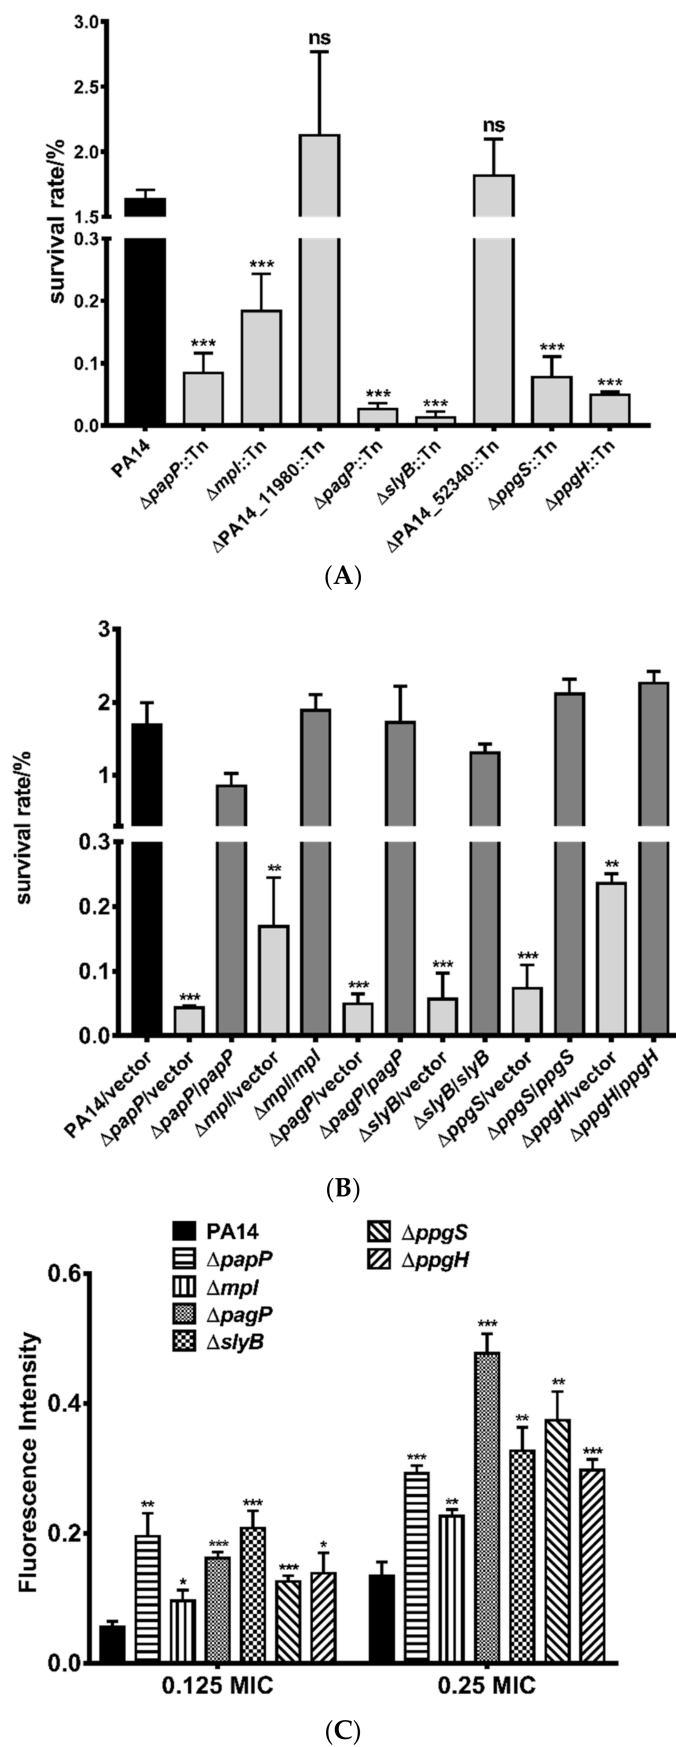 3.0
2.5
2.0
1.5
0.3
0.2
0.1
0.0
survival rate/%
ns
ns
***
***
***
***
***
***
PA14
ΔpapP::Tn
Δmpl::Tn
ΔPA14_11980::Tn
ΔpagP::Tn
ΔslyB::Tn
ΔPA14_52340::Tn
ΔppgS::Tn
ΔppgH::Tn
(A)
3
2
1
0.3
0.2
0.1
0.0
survival rate/%
***
**
***
***
***
**
PA14/vector
ΔpapP/vector
ΔpapP/papP
Δmpl/vector
Δmpl/mpl
ΔpagP/vector
ΔpagP/pagP
ΔslyB/vector
ΔslyB/slyB
ΔppgS/vector
ΔppgS/ppgS
ΔppgH/vector
ΔppgH/ppgH
(B)
PA14
ΔpapP
Δmpl
ΔpagP
ΔslyB
ΔppgS
ΔppgH
0.6
0.4
0.2
0.0
Fluorescence Intensity
**
*
***
***
***
*
***
**
***
**
**
***
0.125 MIC
0.25 MIC
(C)